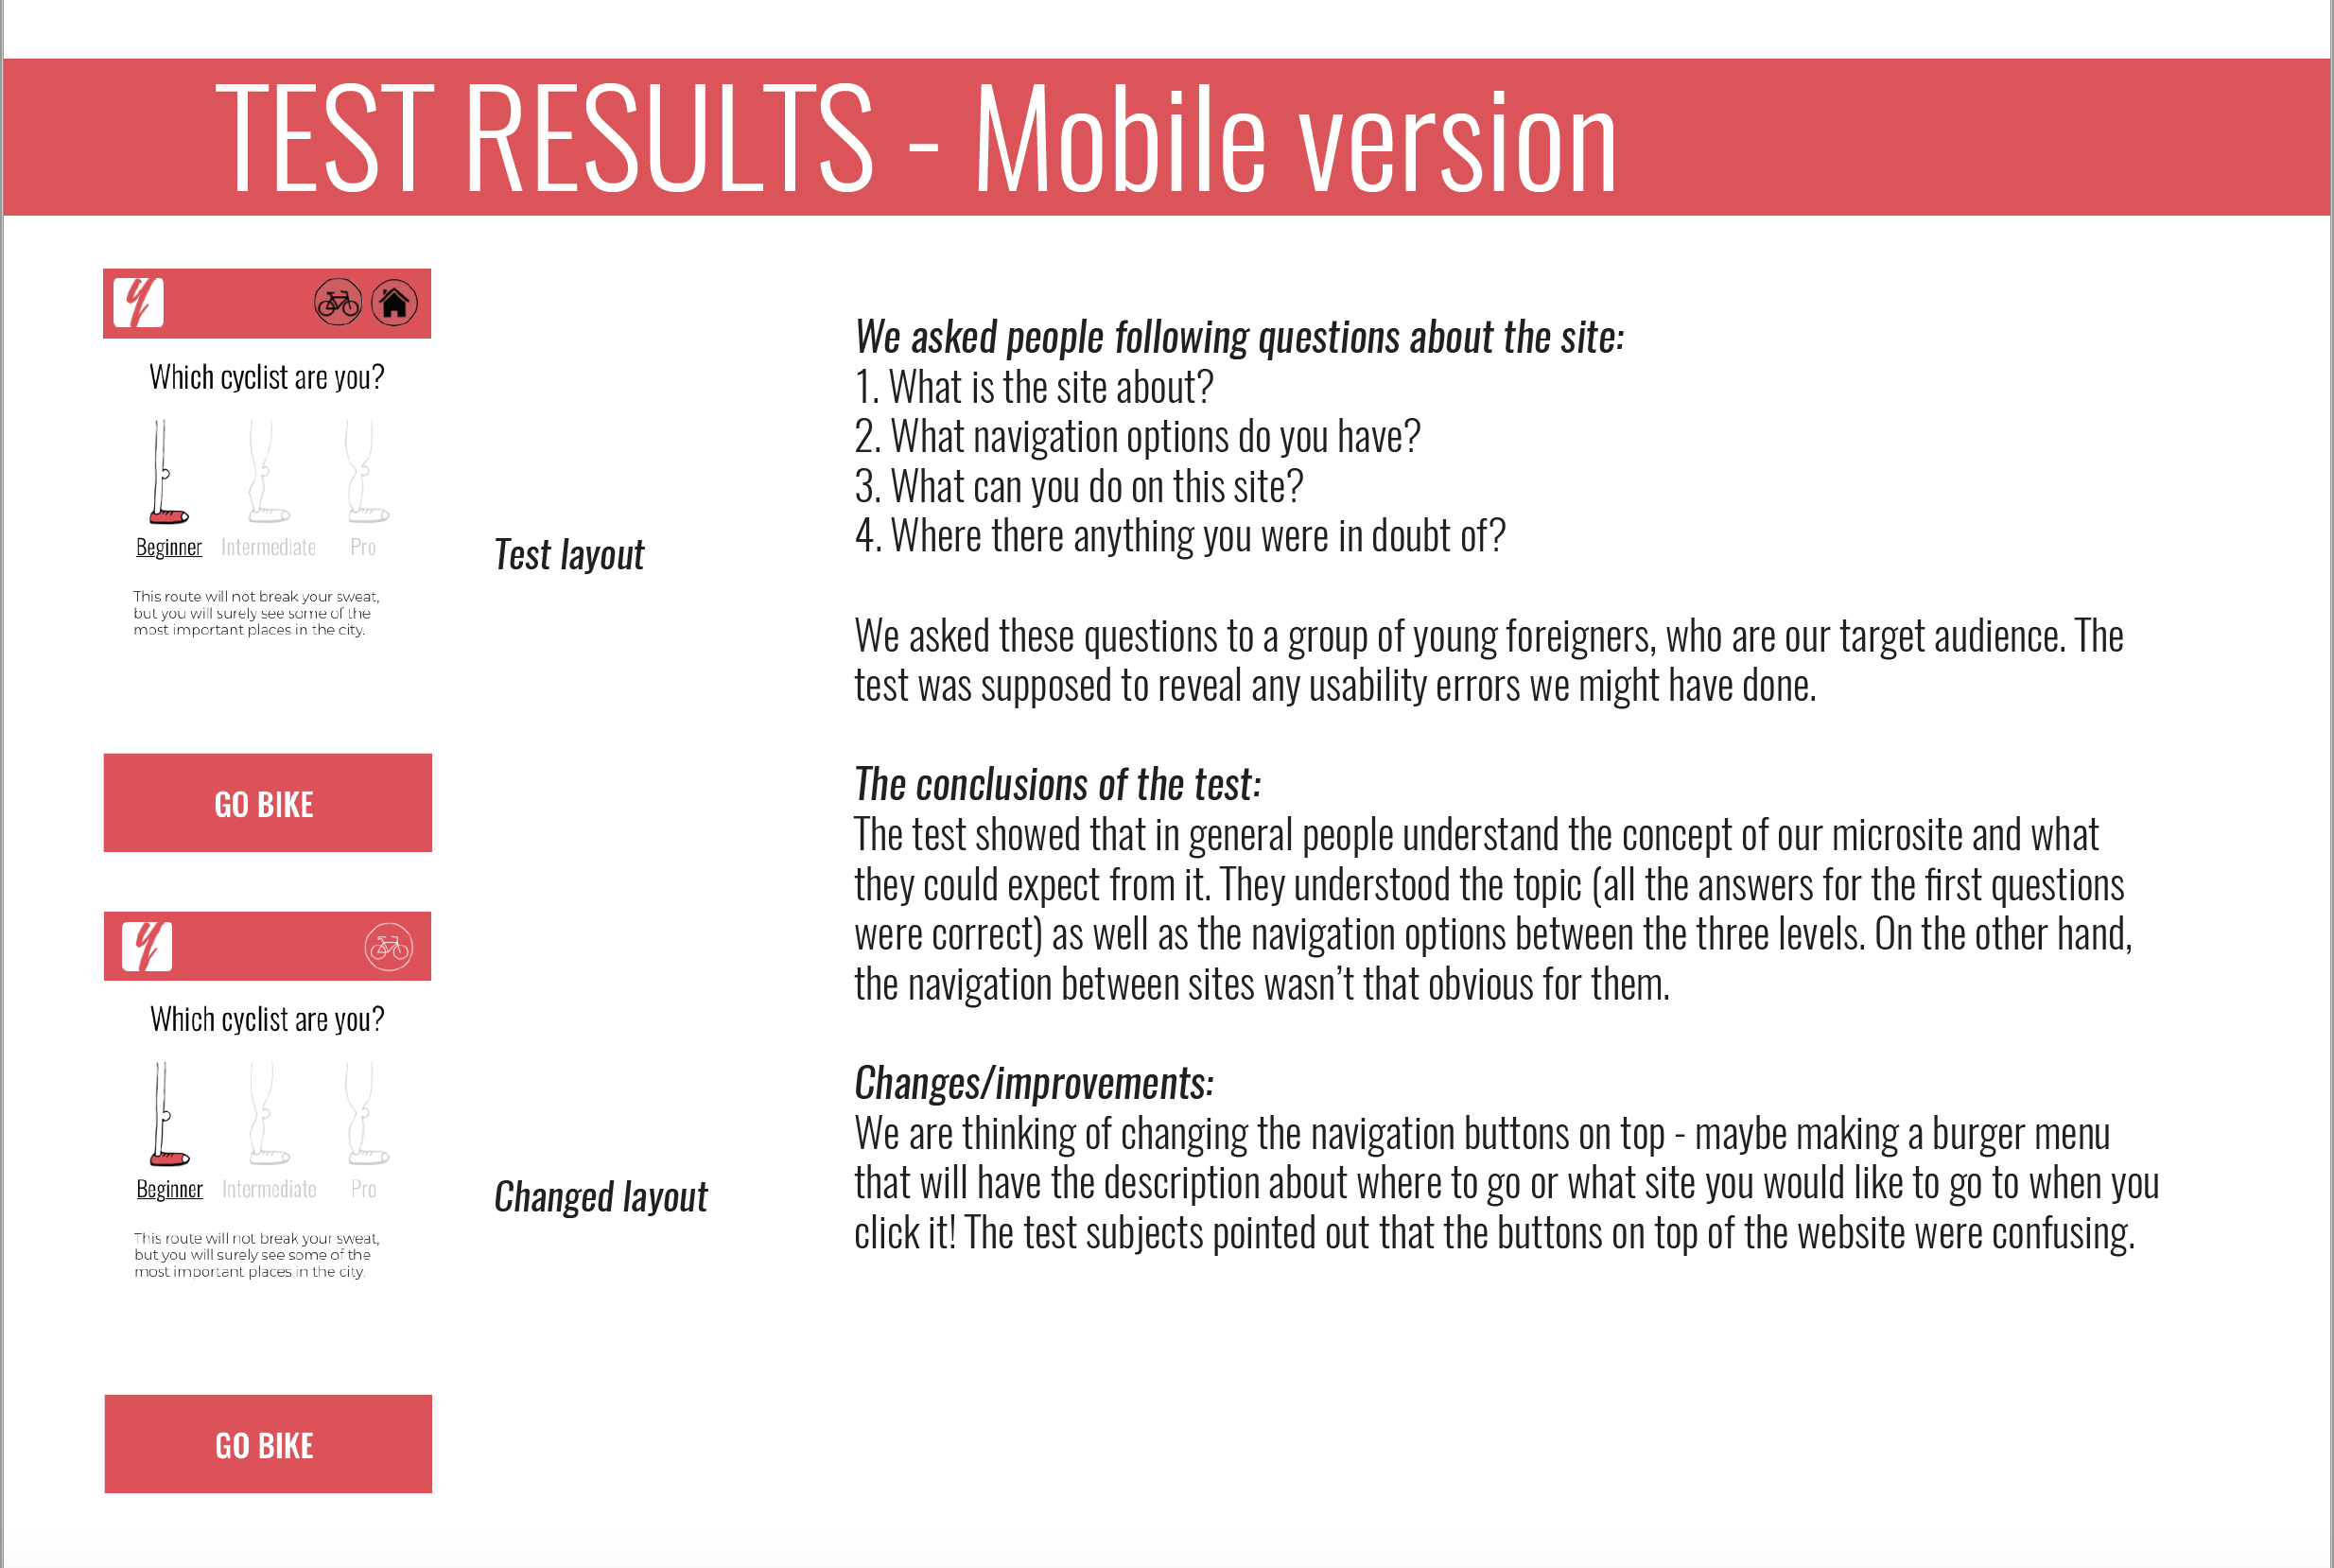 TEST RESULTS - Mobile version
y
Which cyclist are you?
Beginner Intermediate Pro
This route will not break your sweat,
but you will surely see some of the
most important places in the city.
GO BIKE
Test layout
y
Which cyclist are you?
Beginner Intermediate Pro
This route will not break your sweat,
but you will surely see some of the
most important places in the city.
GO BIKE
Changed layout
We asked people following questions about the site:
1. What is the site about?
2. What navigation options do you have?
3. What can you do on this site?
4. Where there anything you were in doubt of?
We asked these questions to a group of young foreigners, who are our target audience. The
test was supposed to reveal any usability errors we might have done.
The conclusions of the test:
The test showed that in general people understand the concept of our microsite and what
they could expect from it. They understood the topic (all the answers for the first questions
were correct) as well as the navigation options between the three levels. On the other hand,
the navigation between sites wasn't that obvious for them.
Changes/improvements:
We are thinking of changing the navigation buttons on top - maybe making a burger menu
that will have the description about where to go or what site you would like to go to when you
click it! The test subjects pointed out that the buttons on top of the website were confusing.